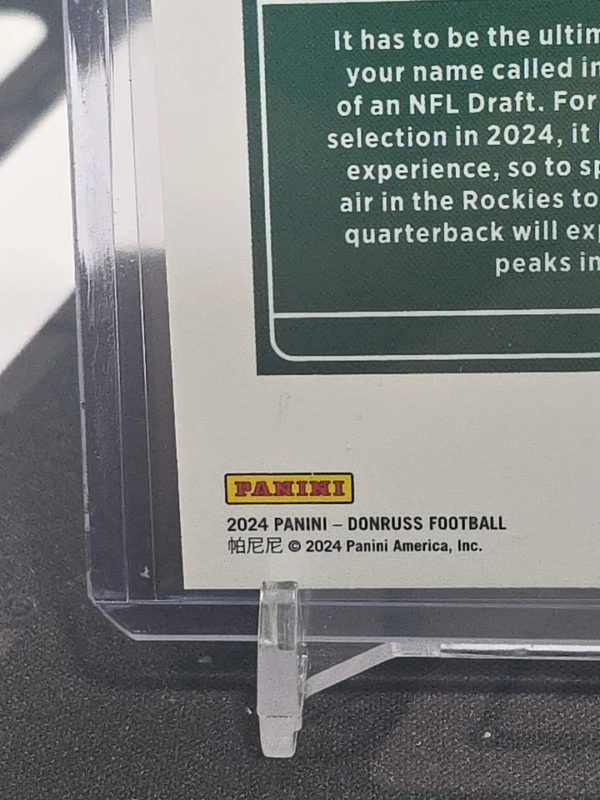 It has to be the ultim
your name called in
of an NFL Draft. For
selection in 2024, it
experience, so to sp
air in the Rockies to
quarterback will exp
peaks in
PANINI
2024 PANINI – DONRUSS FOOTBALL
帕尼尼 © 2024 Panini America, Inc.